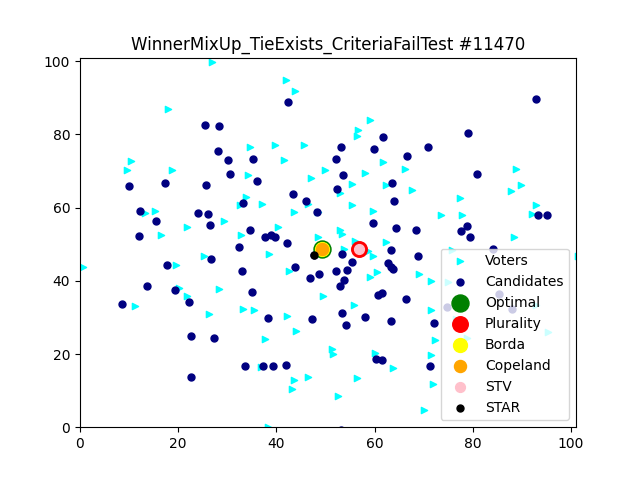 WinnerMixUp_TieExists_CriteriaFailTest #11470
100
80
60
40
20
0
0
20
40
60
80
100
Voters
Candidates
Optimal
Plurality
Borda
Copeland
STV
STAR